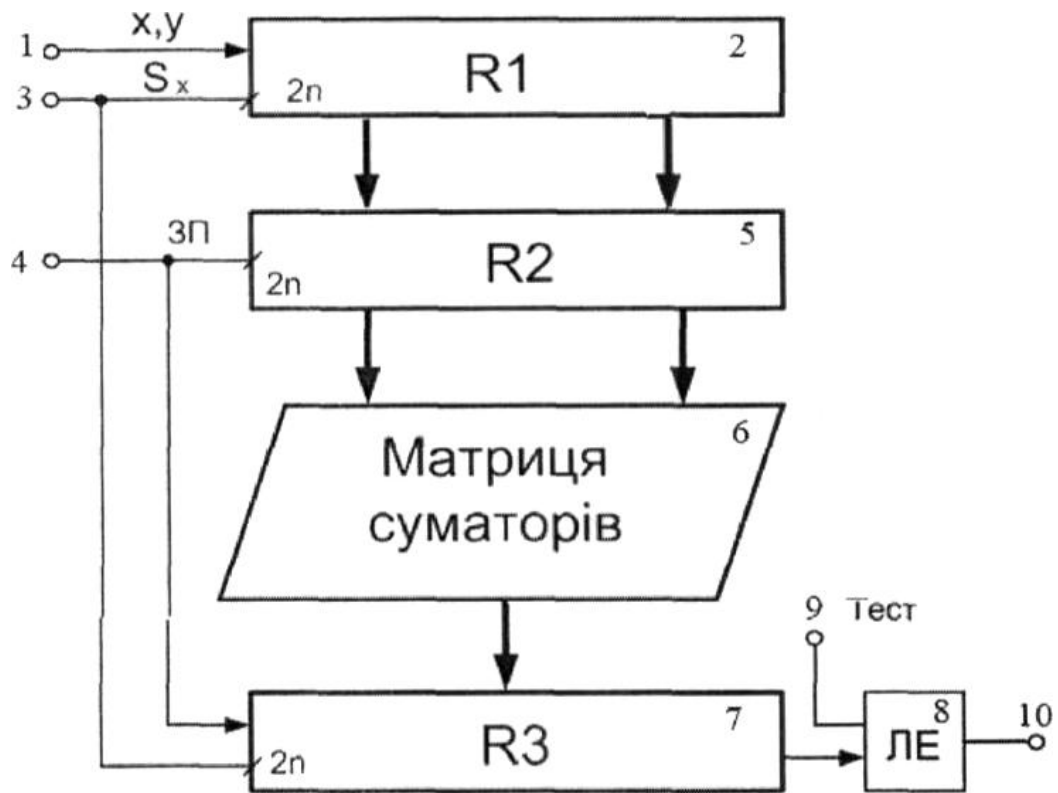 1 x,y 2
R1
3 Sx 2n
ЗП 5
4 R2
2n
6
Матриця
суматорів
9 Тест
7 8 10
R3 ЛЕ
2n